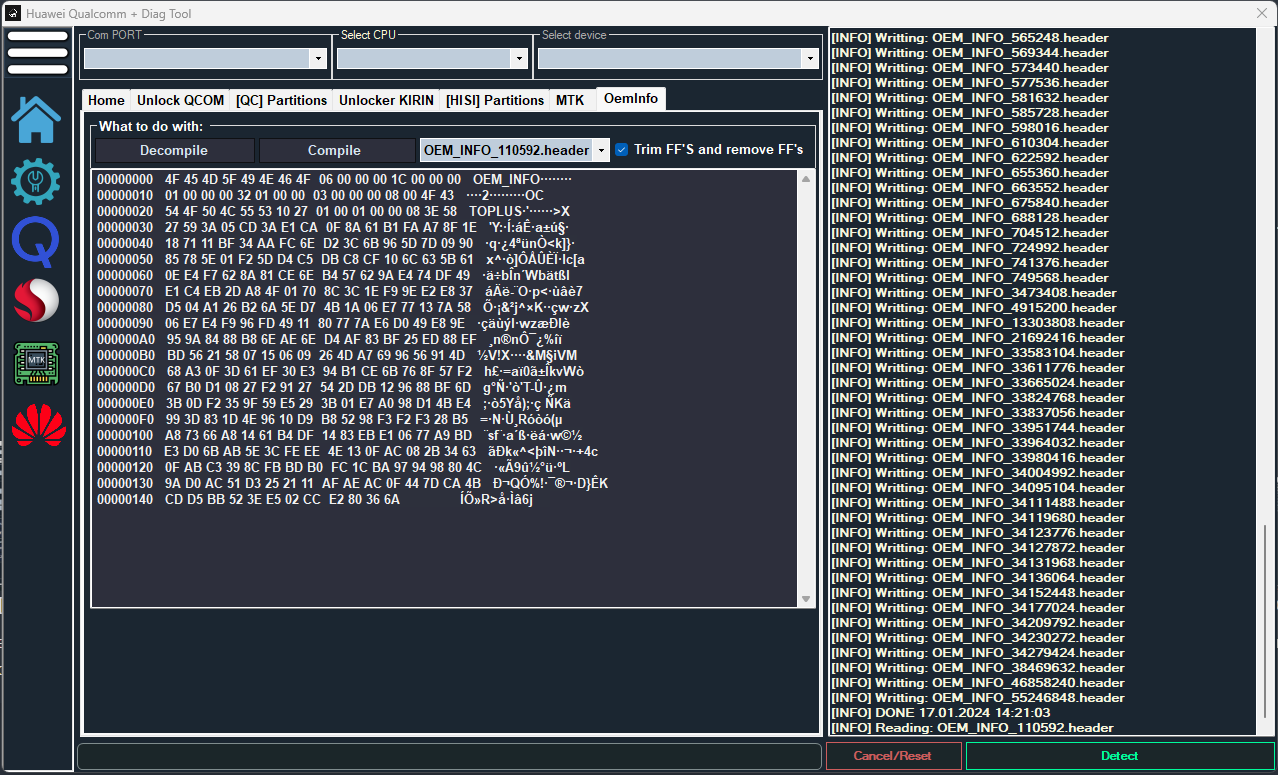 Huawei Qualcomm + Diag Tool
Com PORT
Select CPU
Select device
Home
Unlock QCOM
[QC] Partitions
Unlocker KIRIN
[HISI] Partitions
MTK
OemInfo
What to do with:
Decompile
Compile
OEM_INFO_110592.header
Trim FF'S and remove FF's
00000000 4F 45 4D 5F 49 4E 46 4F 06 00 00 00 1C 00 00 00 OEM_INFO········
00000010 01 00 00 00 32 01 00 00 03 00 00 00 08 00 4F 43 ····2·········OC
00000020 54 4F 50 4C 55 53 10 27 01 00 01 00 00 08 3E 58 TOPLUS·'······>X
00000030 27 59 3A 05 CD 3A E1 CA 0F 8A 61 B1 FA A7 8F 1E 'Y:·Í:áÊ·a±ú§·
00000040 18 71 11 BF 34 AA FC 6E D2 3C 6B 96 5D 7D 09 90 ·q·¿4ªünÒ<k]}·
00000050 85 78 5E 01 F2 5D D4 C5 DB C8 CF 10 6C 63 5B 61 x^·ò]ÔÅÛÈÏ·lc[a
00000060 0E E4 F7 62 8A 81 CE 6E B4 57 62 9A E4 74 DF 49 ·ä÷bÎn´WbätßI
00000070 E1 C4 EB 2D A8 4F 01 70 8C 3C 1E F9 9E E2 E8 37 áÄë-¨O·p<·ùâè7
00000080 D5 04 A1 26 B2 6A 5E D7 4B 1A 06 E7 77 13 7A 58 Õ·¡&²j^×K··çw·zX
00000090 06 E7 E4 F9 96 FD 49 11 80 77 7A E6 D0 49 E8 9E ·çäùýI·wzæÐIè
000000A0 95 9A 84 88 B8 6E AE 6E D4 AF 83 BF 25 ED 88 EF ¸n®nÔ¯¿%íï
000000B0 BD 56 21 58 07 15 06 09 26 4D A7 69 96 56 91 4D ½V!X····&M§iVM
000000C0 68 A3 0F 3D 61 EF 30 E3 94 B1 CE 6B 76 8F 57 F2 h£·=aï0ã±ÎkvWò
000000D0 67 B0 D1 08 27 F2 91 27 54 2D DB 12 96 88 BF 6D g°Ñ·'ò'T-Û·¿m
000000E0 3B 0D F2 35 9F 59 E5 29 3B 01 E7 A0 98 D1 4B E4 ;·ò5Yå);·ç ÑKä
000000F0 99 3D 83 1D 4E 96 10 D9 B8 52 98 F3 F2 F3 28 B5 =·N·Ù¸Róòó(µ
00000100 A8 73 66 A8 14 61 B4 DF 14 83 EB E1 06 77 A9 BD ¨sf¨·a´ß·ëá·w©½
00000110 E3 D0 6B AB 5E 3C FE EE 4E 13 0F AC 08 2B 34 63 ãÐk«^<þîN··¬·+4c
00000120 0F AB C3 39 8C FB BD B0 FC 1C BA 97 94 98 80 4C ·«Ã9û½°ü·ºL
00000130 9A D0 AC 51 D3 25 21 11 AF AE AC 0F 44 7D CA 4B Ð¬QÓ%!·¯®¬·D}ÊK
00000140 CD D5 BB 52 3E E5 02 CC E2 80 36 6A ÍÕ»R>å·Ìâ6j
[INFO] Writting: OEM_INFO_565248.header
[INFO] Writting: OEM_INFO_569344.header
[INFO] Writting: OEM_INFO_573440.header
[INFO] Writting: OEM_INFO_577536.header
[INFO] Writting: OEM_INFO_581632.header
[INFO] Writting: OEM_INFO_585728.header
[INFO] Writting: OEM_INFO_598016.header
[INFO] Writting: OEM_INFO_610304.header
[INFO] Writting: OEM_INFO_622592.header
[INFO] Writting: OEM_INFO_655360.header
[INFO] Writting: OEM_INFO_663552.header
[INFO] Writting: OEM_INFO_675840.header
[INFO] Writting: OEM_INFO_688128.header
[INFO] Writting: OEM_INFO_704512.header
[INFO] Writting: OEM_INFO_724992.header
[INFO] Writting: OEM_INFO_741376.header
[INFO] Writting: OEM_INFO_749568.header
[INFO] Writting: OEM_INFO_3473408.header
[INFO] Writting: OEM_INFO_4915200.header
[INFO] Writting: OEM_INFO_13303808.header
[INFO] Writting: OEM_INFO_21692416.header
[INFO] Writting: OEM_INFO_33583104.header
[INFO] Writting: OEM_INFO_33611776.header
[INFO] Writting: OEM_INFO_33665024.header
[INFO] Writting: OEM_INFO_33824768.header
[INFO] Writting: OEM_INFO_33837056.header
[INFO] Writting: OEM_INFO_33951744.header
[INFO] Writting: OEM_INFO_33964032.header
[INFO] Writting: OEM_INFO_33980416.header
[INFO] Writting: OEM_INFO_34004992.header
[INFO] Writting: OEM_INFO_34095104.header
[INFO] Writting: OEM_INFO_34111488.header
[INFO] Writting: OEM_INFO_34119680.header
[INFO] Writting: OEM_INFO_34123776.header
[INFO] Writting: OEM_INFO_34127872.header
[INFO] Writting: OEM_INFO_34131968.header
[INFO] Writting: OEM_INFO_34136064.header
[INFO] Writting: OEM_INFO_34152448.header
[INFO] Writting: OEM_INFO_34177024.header
[INFO] Writting: OEM_INFO_34209792.header
[INFO] Writting: OEM_INFO_34230272.header
[INFO] Writting: OEM_INFO_34279424.header
[INFO] Writting: OEM_INFO_38469632.header
[INFO] Writting: OEM_INFO_46858240.header
[INFO] Writting: OEM_INFO_55246848.header
[INFO] DONE 17.01.2024 14:21:03
[INFO] Reading: OEM_INFO_110592.header
MTK
Cancel/Reset
Detect